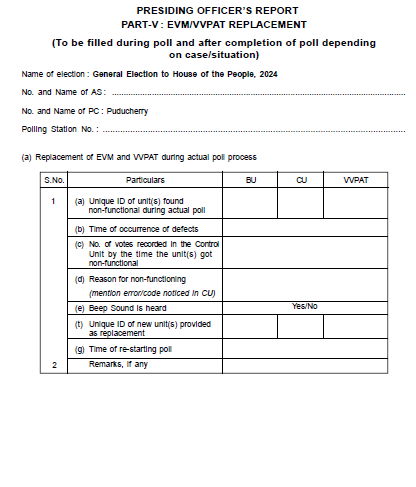 PRESIDING OFFICER'S REPORT
PART-V : EVM/VVPAT REPLACEMENT
(To be filled during poll and after completion of poll depending
on case/situation)
Name of election : General Election to House of the People, 2024
No. and Name of AS : ...............................................................................................................
No. and Name of PC : Puducherry
Polling Station No. : ...............................................................................................................
(a) Replacement of EVM and VVPAT during actual poll process
S.No. Particulars BU CU VVPAT
1 (a) Unique ID of unit(s) found
non-functional during actual poll
(b) Time of occurrence of defects
(c) No. of votes recorded in the Control
Unit by the time the unit(s) got
non-functional
(d) Reason for non-functioning
(mention error/code noticed in CU)
(e) Beep Sound is heard Yes/No
(f) Unique ID of new unit(s) provided
as replacement
(g) Time of re-starting poll
2 Remarks, if any